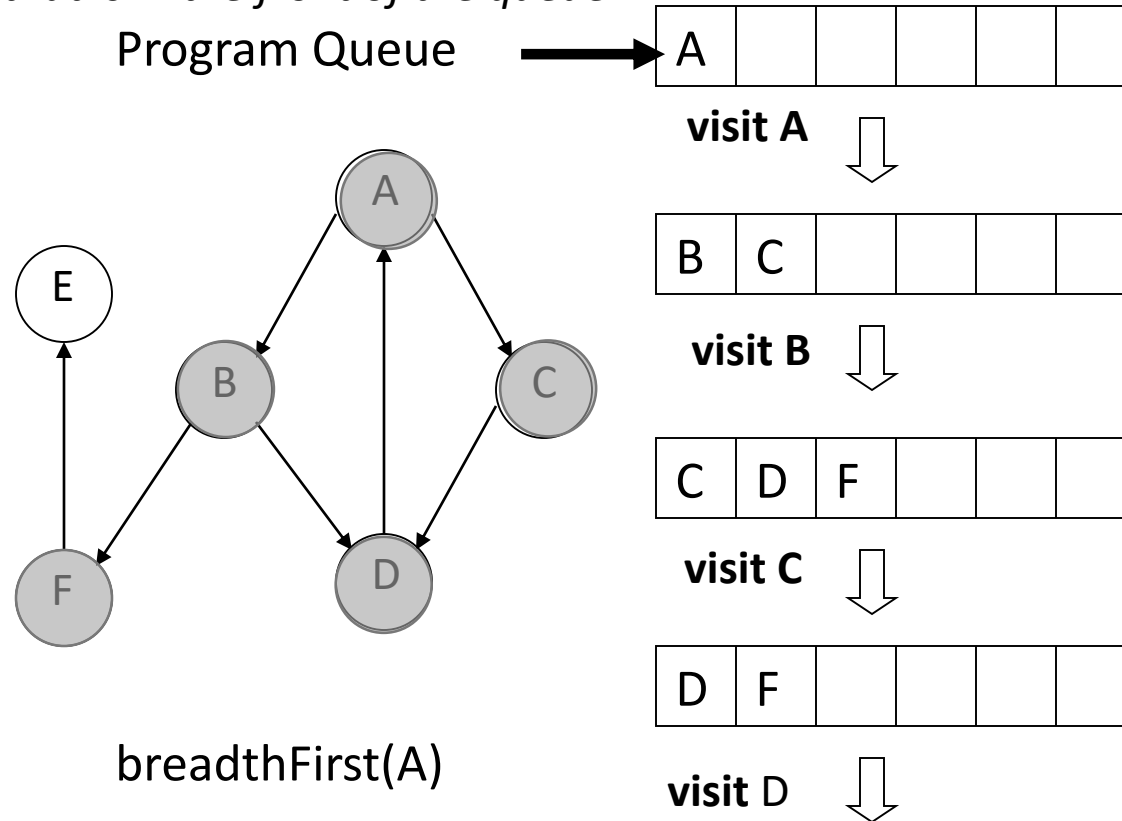 Program Queue
A
visit A
A
E
B C
B
C
visit B
C D F
visit C
D
F
D F
breadthFirst(A)
visit D